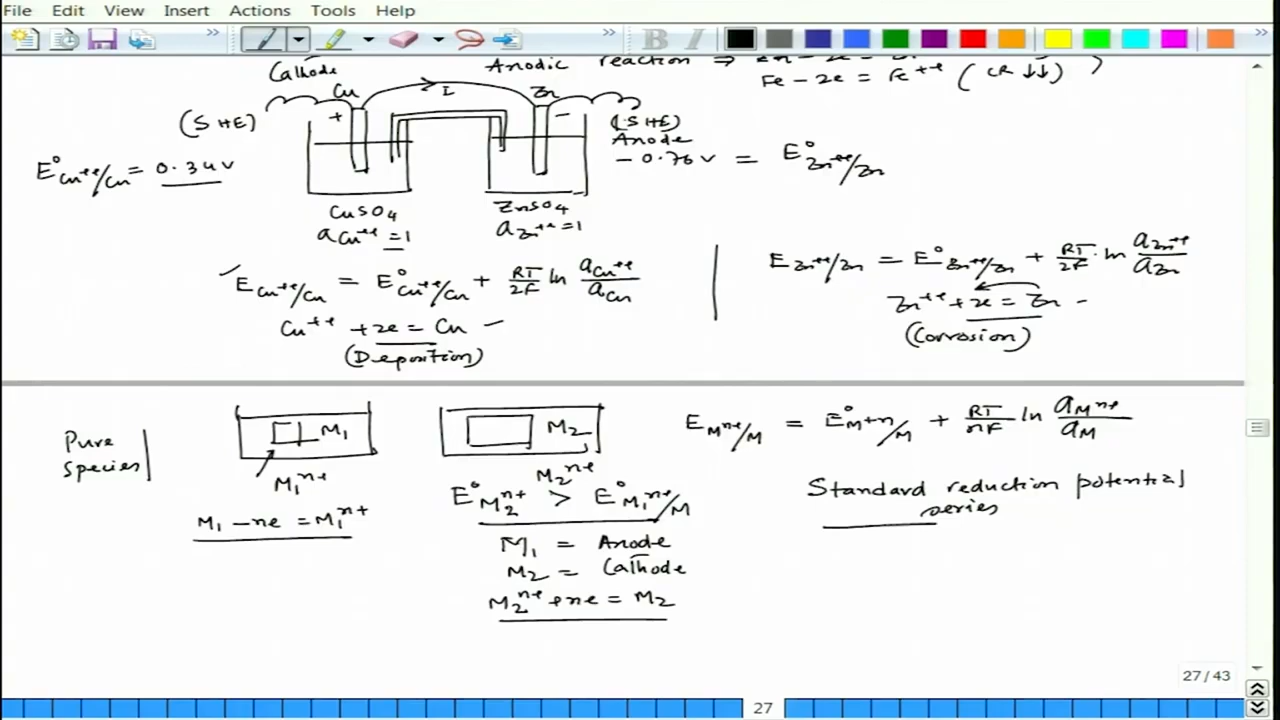 File Edit View Insert Actions Tools Help
Cathode
Anodic reaction ⇒
Fe - 2e = Fe++ (CR ↓↓)
Cu I Zn
+ -
(SHE) (SHE)
Anode
E°Cu++/Cu = 0.34V
-0.76V = E°Zn++/Zn
CuSO4 ZnSO4
aCu++ = 1 aZn++ = 1
ECu++/Cu = E°Cu++/Cu + RT/2F ln aCu++/aCu
EZn++/Zn = E°Zn++/Zn + RT/2F ln aZn++/aZn
Cu++ + 2e = Cu
Zn++ + 2e = Zn
(Deposition)
(Corrosion)
Pure
species
M1 M2
M1n+
M2n+
EMn+/M = E°M+n/M + RT/nF ln aMn+/aM
E°M2n+ > E°M1n+/M
Standard reduction potential
series
M1 - ne = M1n+
M1 = Anode
M2 = Cathode
M2n+ + ne = M2
27/43
27